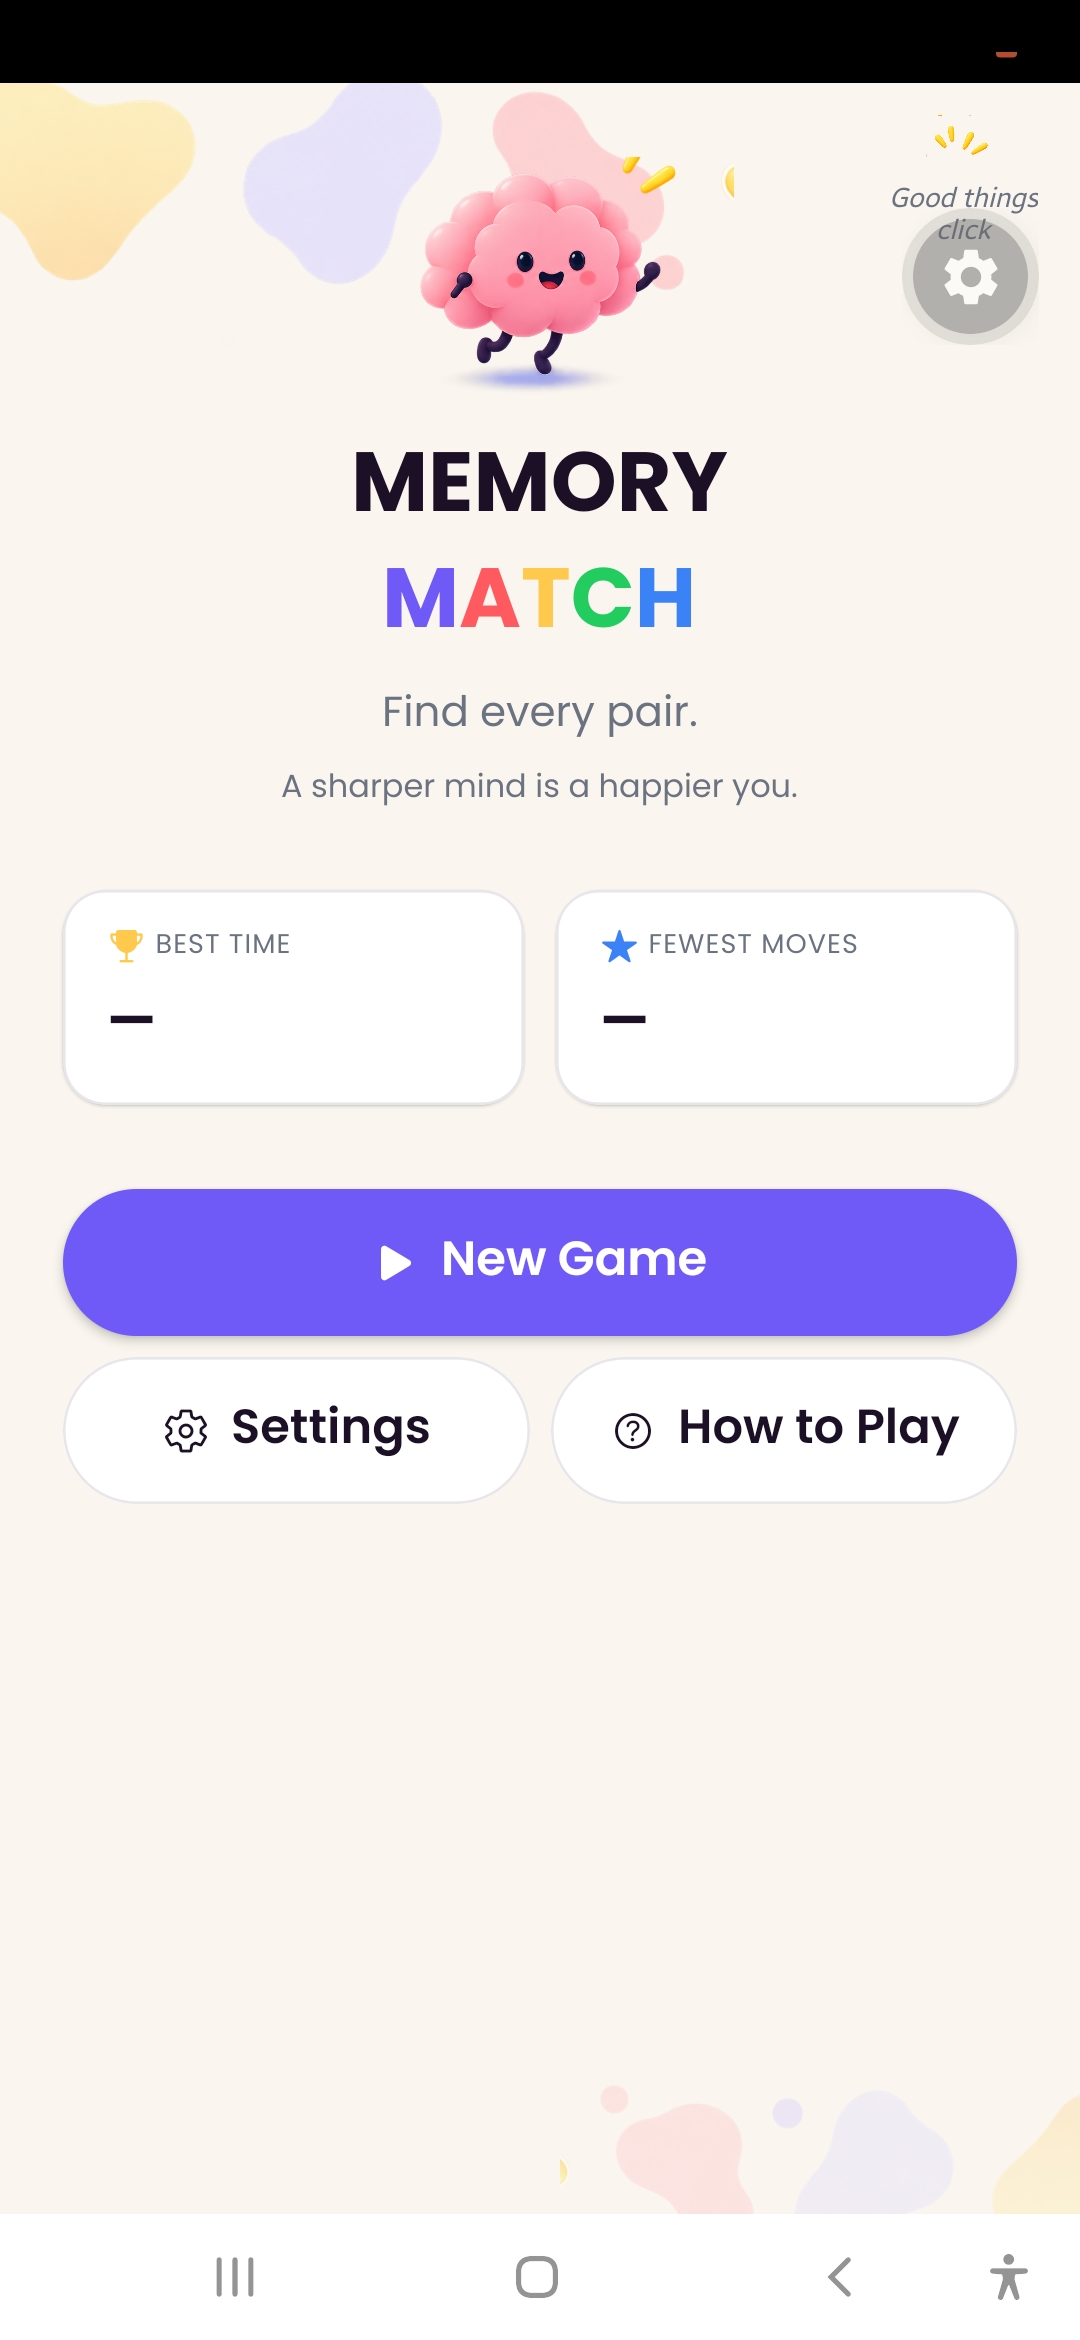 Good things
click
MEMORY
MATCH
Find every pair.
A sharper mind is a happier you.
BEST TIME
FEWEST MOVES
—
—
New Game
Settings
How to Play